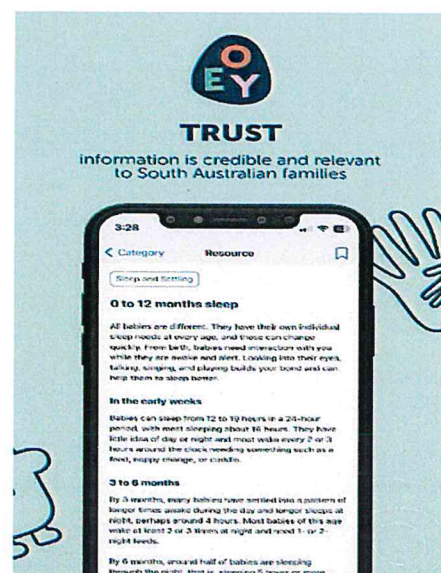 O
E Y
TRUST
information is credible and relevant
to South Australian families
3:28
Category
Resource
Sleep and Settling
0 to 12 months sleep
All babies are different. They have their own individual
sleep needs at every age, and these can change
quickly. From birth, babies need interaction with you
while they are awake and alert. Looking into their eyes,
talking, singing, and playing builds your bond and can
help them to sleep better.
In the early weeks
Babies can sleep from 12 to 19 hours in a 24-hour
period, with most sleeping about 16 hours. They have
little idea of day or night and most wake every 2 or 3
hours around the clock needing something such as a
feed, nappy change, or cuddle.
3 to 6 months
By 3 months, many babies have settled into a pattern of
longer times awake during the day and longer sleeps at
night, perhaps around 4 hours. Most babies of this age
wake at least 2 or 3 times at night and need 1- or 2-
night feeds.
By 6 months, around half of babies are sleeping
through the night, that is, sleeping 5 hours or more